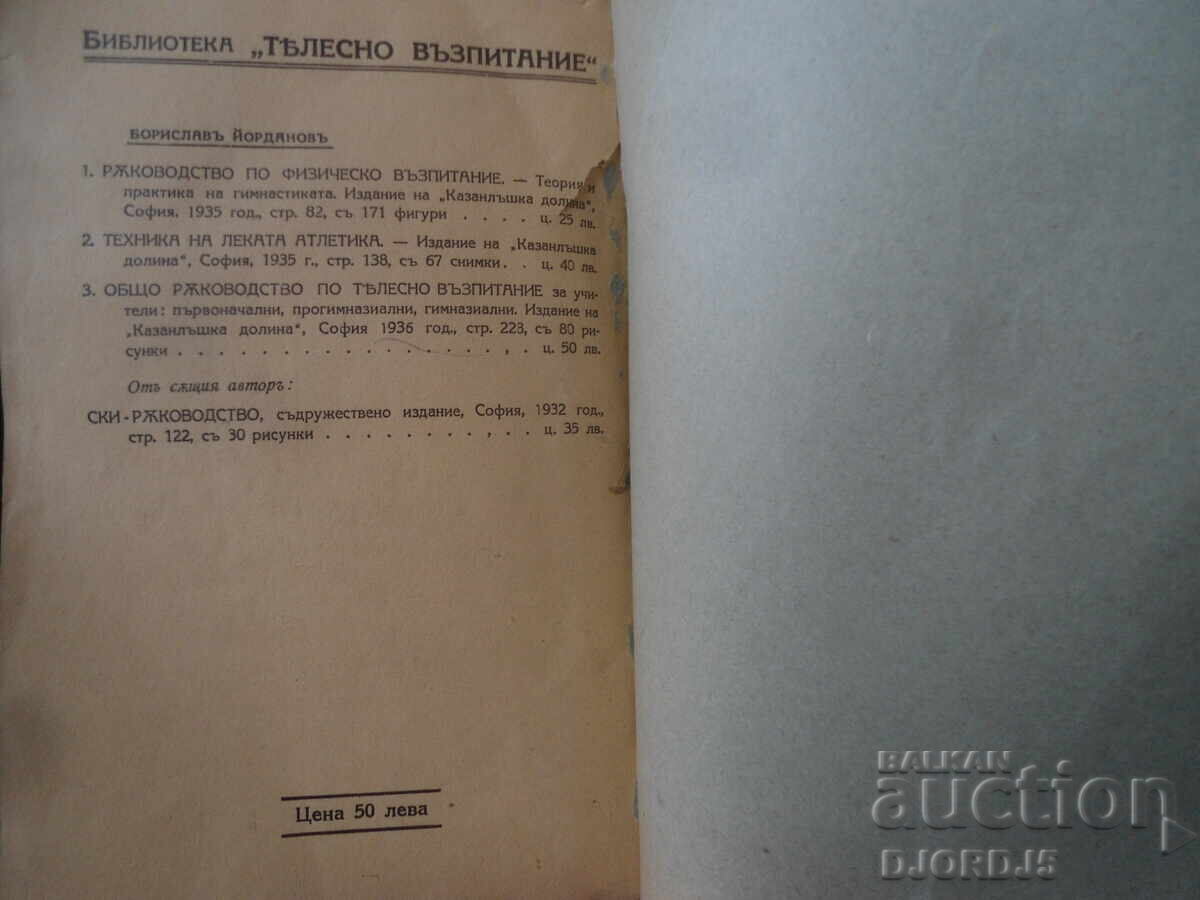 Библиотека „ТѢЛЕСНО ВЪЗПИТАНИЕ“
БОРИСЛАВЪ ЙОРДАНОВЪ
1. РѪКОВОДСТВО ПО ФИЗИЧЕСКО ВЪЗПИТАНИЕ. — Теория и
практика на гимнастиката. Издание на „Казанлъшка долина“,
София, 1935 год., стр. 82, съ 171 фигури . . . . ц. 25 лв.
2. ТЕХНИКА НА ЛЕКАТА АТЛЕТИКА. — Издание на „Казанлъшка
долина“, София, 1935 г., стр. 138, съ 67 снимки. . ц. 40 лв.
3. ОБЩО РѪКОВОДСТВО ПО ТѢЛЕСНО ВЪЗПИТАНИЕ за учи-
тели: първоначални, прогимназиални, гимназиални. Издание на
„Казанлъшка долина“, София 1936 год., стр. 228, съ 80 ри-
сунки . . . . . . . . . . . . . . . , . ц. 50 лв.
Отъ сѫщия авторъ:
СКИ-РѪКОВОДСТВО, съдружествено издание, София, 1932 год.,
стр. 122, съ 30 рисунки . . . . . . . . , . ц. 35 лв.
Цена 50 лева
BALKAN
auction
DJORDJ5